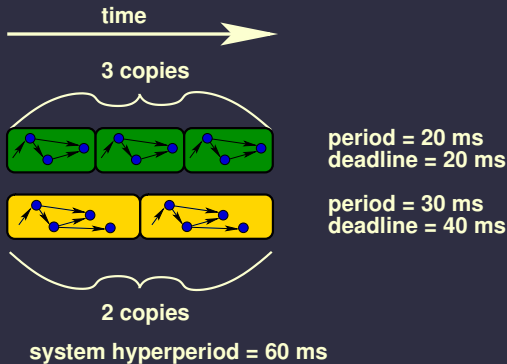 time
3 copies
period = 20 ms
deadline = 20 ms
period = 30 ms
deadline = 40 ms
2 copies
system hyperperiod = 60 ms